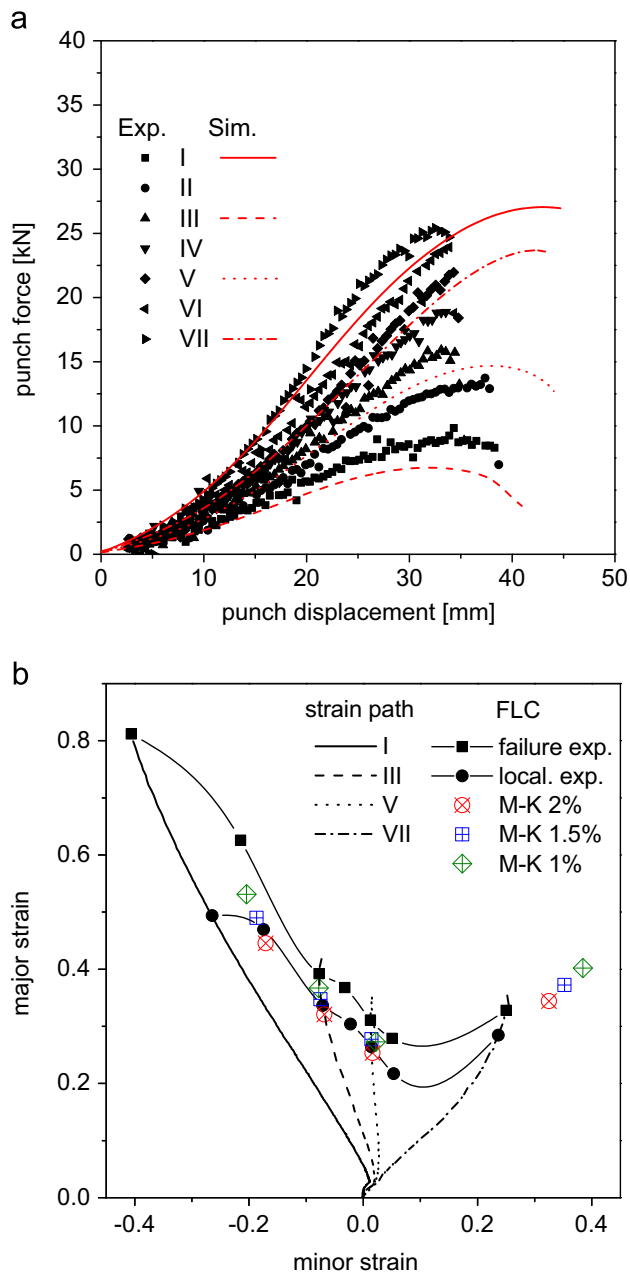 a
40
35
30
25
20
15
10
5
0
punch force [kN]
Exp. Sim.
I
II
III
IV
V
VI
VII
0 10 20 30 40 50
punch displacement [mm]
b
0.8
0.6
0.4
0.2
0.0
major strain
strain path FLC
I failure exp.
III local. exp.
V M-K 2%
VII M-K 1.5%
M-K 1%
-0.4 -0.2 0.0 0.2 0.4
minor strain